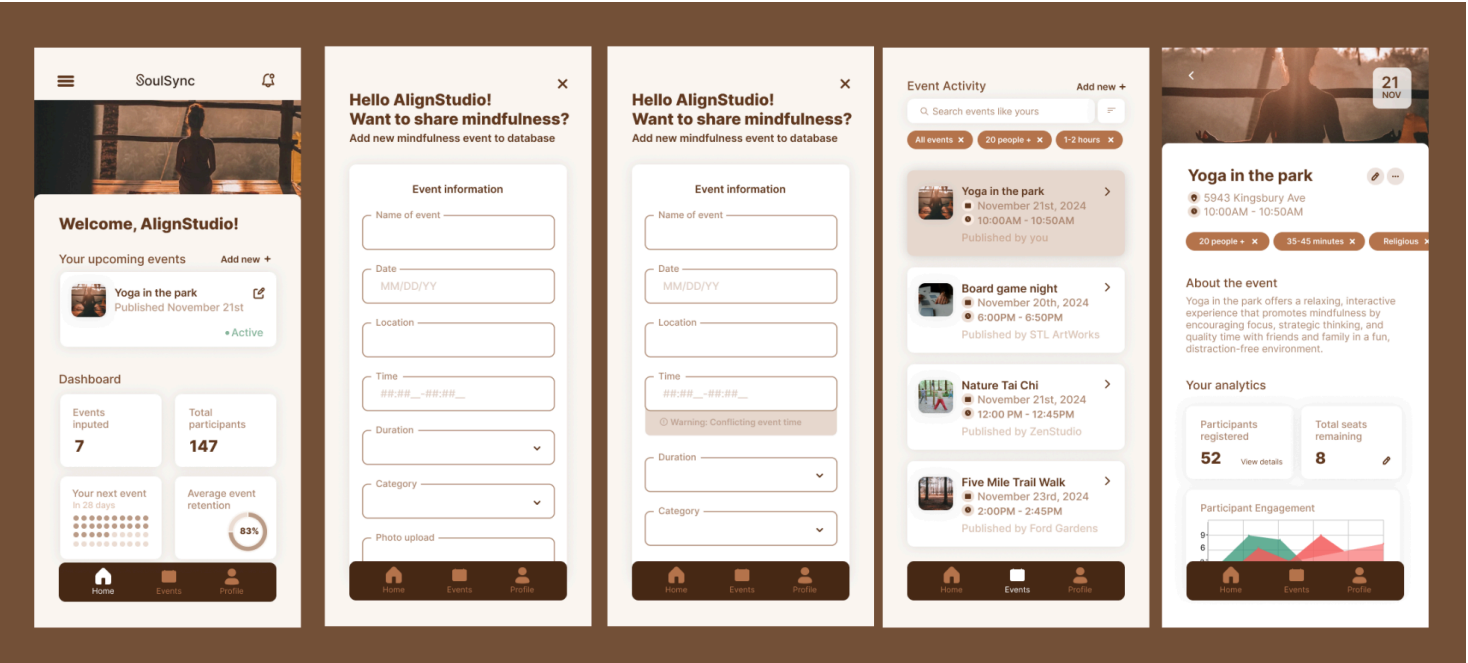 SoulSync
Welcome, AlignStudio!
Your upcoming events
Add new +
Yoga in the park
Published November 21st
• Active
Dashboard
Events
inputed
7
Total
participants
147
Your next event
In 28 days
Average event
retention
83%
Home
Events
Profile
Hello AlignStudio!
Want to share mindfulness?
Add new mindfulness event to database
Event information
Name of event
Date
MM/DD/YY
Location
Time
##:##__-##:##__
Duration
Category
Photo upload
Home
Events
Profile
Hello AlignStudio!
Want to share mindfulness?
Add new mindfulness event to database
Event information
Name of event
Date
MM/DD/YY
Location
Time
##:##__-##:##__
Warning: Conflicting event time
Duration
Category
Home
Events
Profile
Event Activity
Add new +
Search events like yours
All events ×
20 people + ×
1-2 hours ×
Yoga in the park
November 21st, 2024
10:00AM - 10:50AM
Published by you
Board game night
November 20th, 2024
6:00PM - 6:50PM
Published by STL ArtWorks
Nature Tai Chi
November 21st, 2024
12:00 PM - 12:45PM
Published by ZenStudio
Five Mile Trail Walk
November 23rd, 2024
2:00PM - 2:45PM
Published by Ford Gardens
Home
Events
Profile
21
NOV
Yoga in the park
5943 Kingsbury Ave
10:00AM - 10:50AM
20 people + ×
35-45 minutes ×
Religious ×
About the event
Yoga in the park offers a relaxing, interactive
experience that promotes mindfulness by
encouraging focus, strategic thinking, and
quality time with friends and family in a fun,
distraction-free environment.
Your analytics
Participants
registered
52
View details
Total seats
remaining
8
Participant Engagement
9
6
Home
Events
Profile